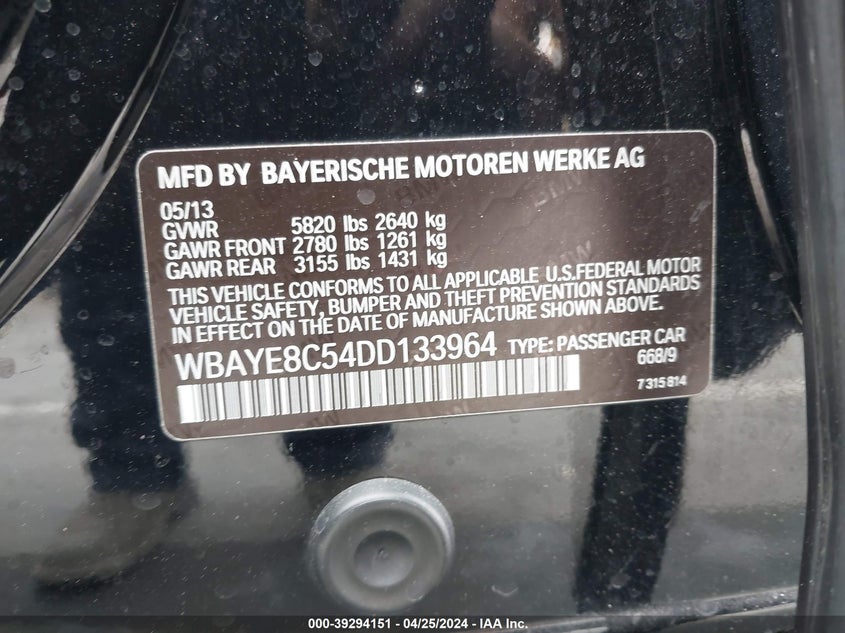 MFD BY BAYERISCHE MOTOREN WERKE AG
05/13
GVWR 5820 lbs 2640 kg
GAWR FRONT 2780 lbs 1261 kg
GAWR REAR 3155 lbs 1431 kg
THIS VEHICLE CONFORMS TO ALL APPLICABLE U.S.FEDERAL MOTOR
VEHICLE SAFETY, BUMPER AND THEFT PREVENTION STANDARDS
IN EFFECT ON THE DATE OF MANUFACTURE SHOWN ABOVE.
WBAYE8C54DD133964 TYPE: PASSENGER CAR
668/9
7 315 814
000-39294151 / 04/25/2024 - IAA Inc.